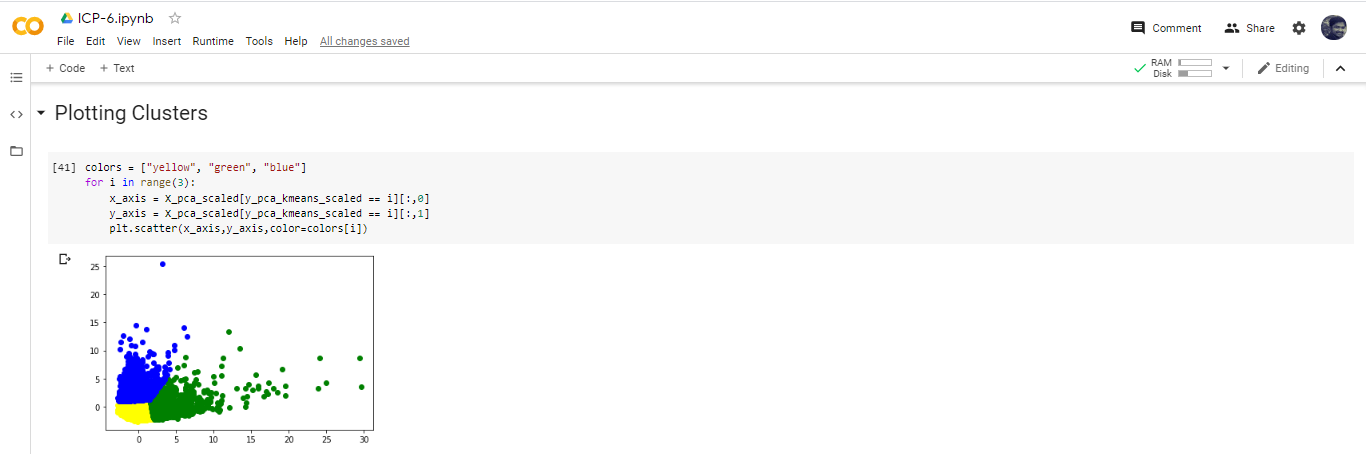 ICP-6.ipynb
File Edit View Insert Runtime Tools Help All changes saved
Comment Share
+ Code + Text
RAM
Disk
Editing
Plotting Clusters
[41] colors = ["yellow", "green", "blue"]
for i in range(3):
x_axis = X_pca_scaled[y_pca_kmeans_scaled == i][:,0]
y_axis = X_pca_scaled[y_pca_kmeans_scaled == i][:,1]
plt.scatter(x_axis,y_axis,color=colors[i])
25
20
15
10
5
0
0 5 10 15 20 25 30